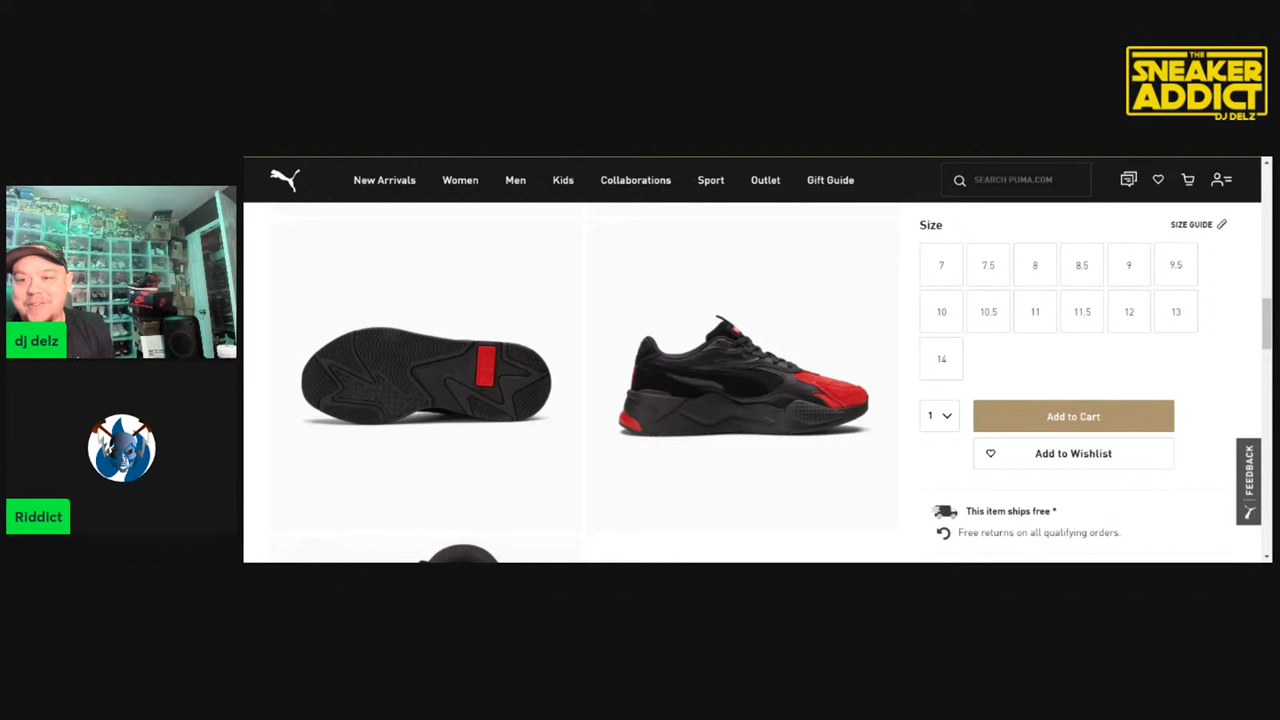 THE
SNEAKER
ADDICT
DJ DELZ
New Arrivals Women Men Kids Collaborations Sport Outlet Gift Guide SEARCH PUMA.COM
Size SIZE GUIDE
7 7.5 8 8.5 9 9.5
10 10.5 11 11.5 12 13
14
1 Add to Cart
Add to Wishlist
FEEDBACK
This item ships free *
Free returns on all qualifying orders.
dj delz
Riddict